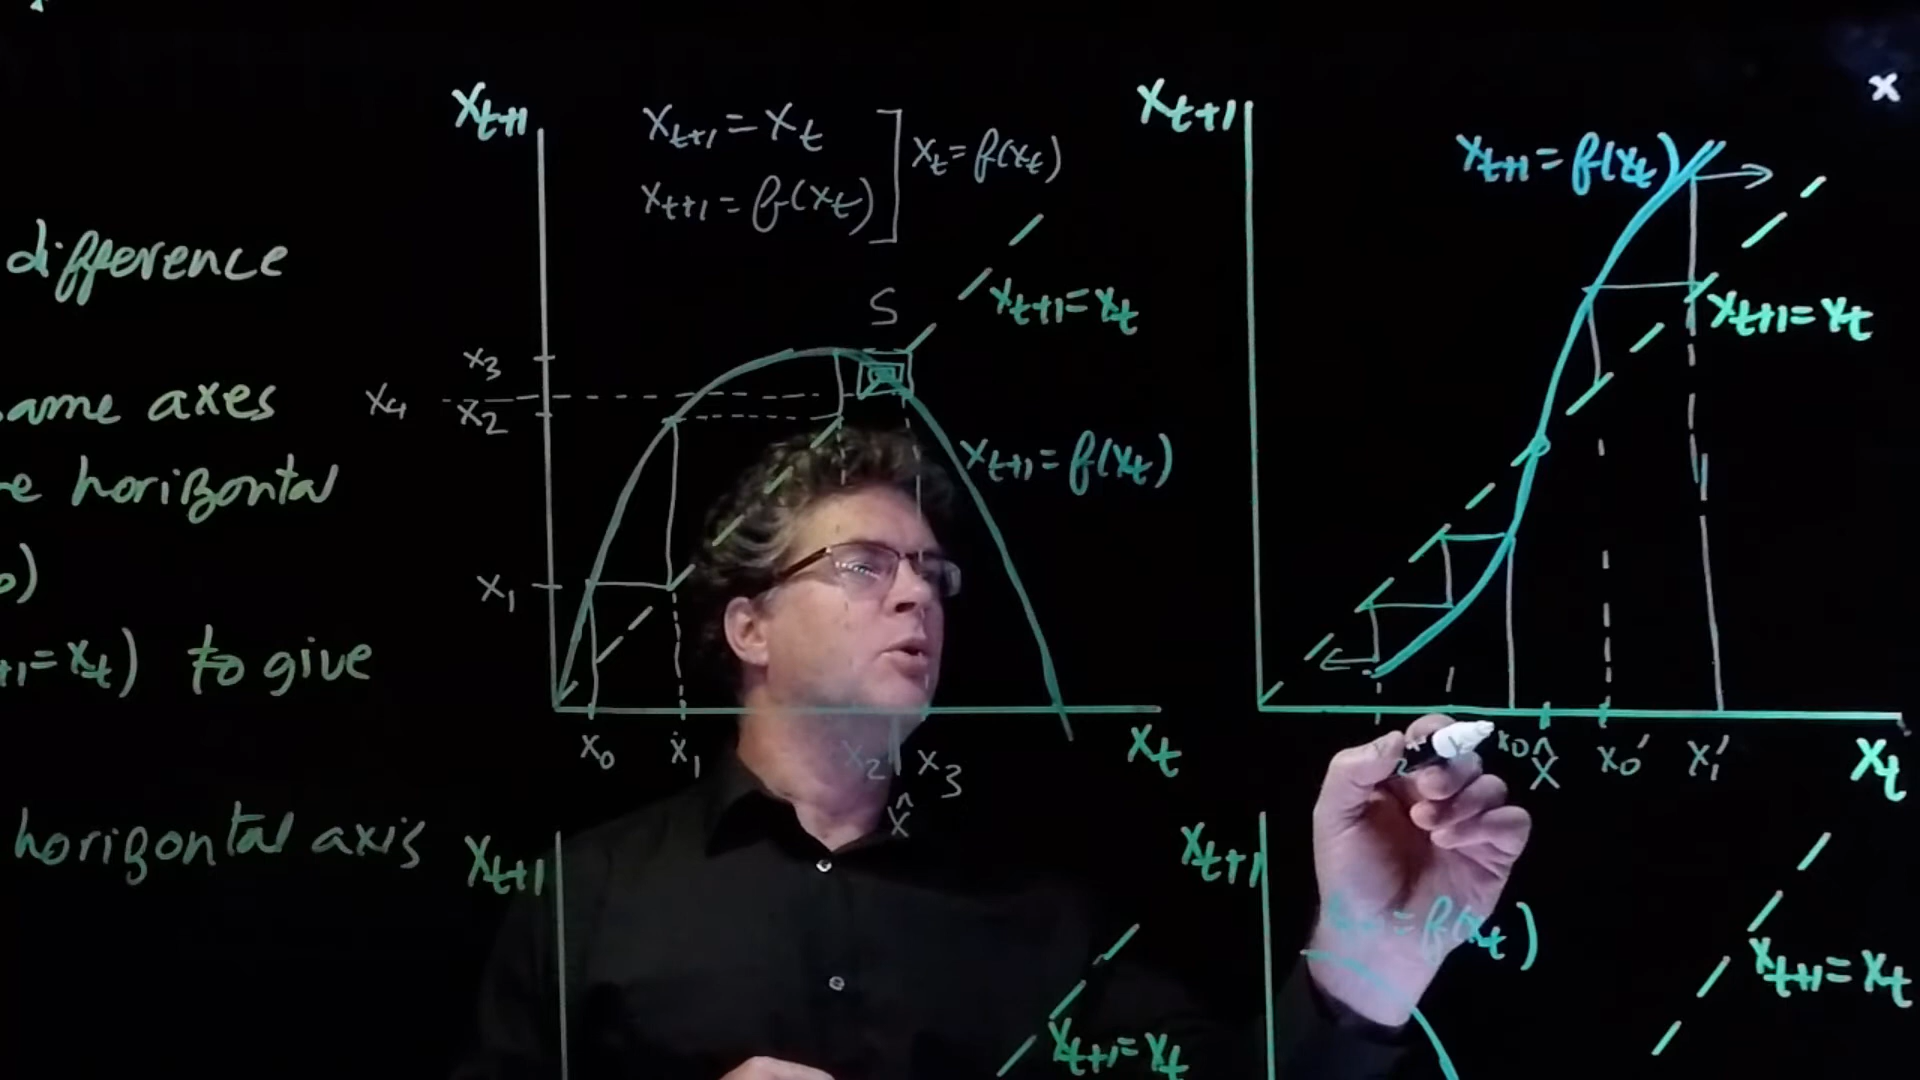 difference
ame axes
e horizontal
o)
+1=xₜ) to give
horizontal axis
xₜ₊₁
xₜ₊₁=xₜ
xₜ₊₁=f(xₜ)
xₜ=f(xₜ)
S
xₜ₊₁=xₜ
x₃
x₄
x₂
xₜ₊₁=f(xₜ)
x₁
x₀ x₁ x₂ x₃ xₜ
x̂
xₜ₊₁
x
xₜ₊₁=f(xₜ)
xₜ₊₁=xₜ
x₀ x̂ x₀′ x₁′ xₜ
xₜ₊₁
xₜ₊₁=xₜ
xₜ₊₁
=f(xₜ)
xₜ₊₁=xₜ